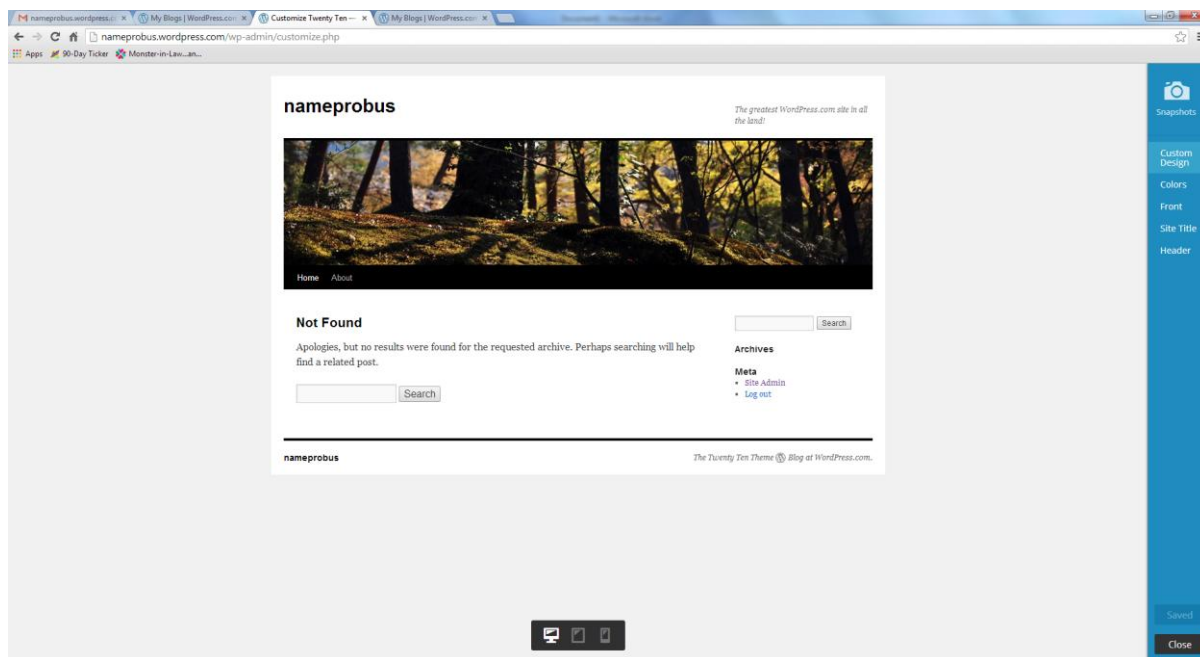 nameprobus.wordpress.c
My Blogs | WordPress.con
Customize Twenty Ten —
My Blogs | WordPress.con
nameprobus.wordpress.com/wp-admin/customize.php
Apps 90-Day Ticker Monster-in-Law...an...
nameprobus
The greatest WordPress.com site in all
the land!
Home About
Not Found
Apologies, but no results were found for the requested archive. Perhaps searching will help
find a related post.
Search
Search
Archives
Meta
Site Admin
Log out
nameprobus
The Twenty Ten Theme Blog at WordPress.com.
Snapshots
Custom
Design
Colors
Front
Site Title
Header
Saved
Close